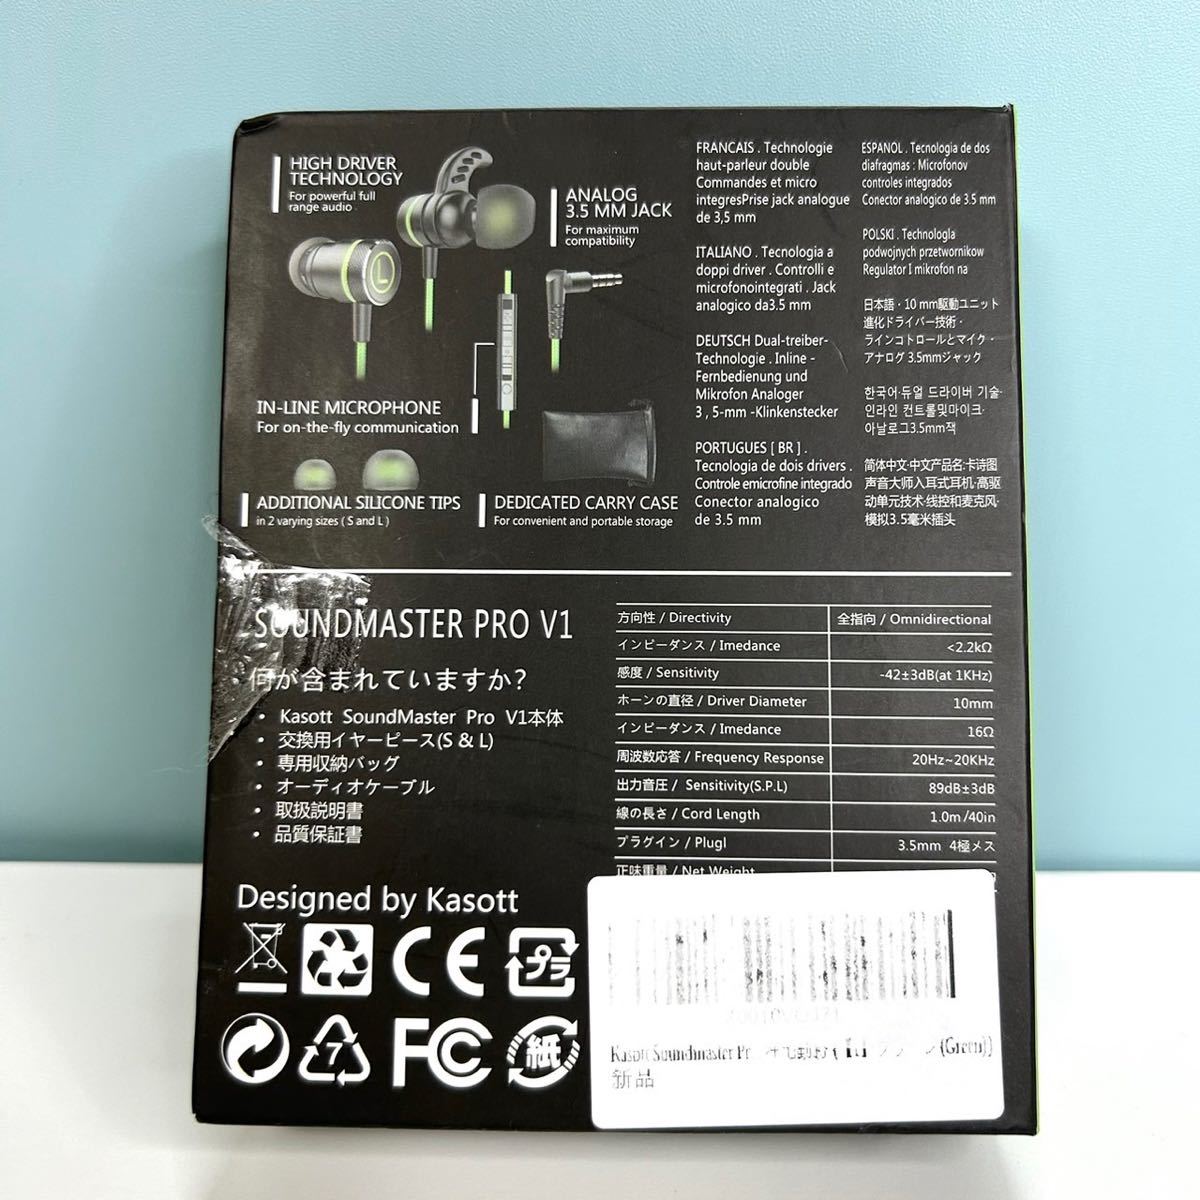 HIGH DRIVER
TECHNOLOGY
For powerful full
range audio
L
ANALOG
3.5 MM JACK
For maximum
compatibility
IN-LINE MICROPHONE
For on-the-fly communication
ADDITIONAL SILICONE TIPS
in 2 varying sizes ( S and L )
DEDICATED CARRY CASE
For convenient and portable storage
FRANCAIS . Technologie
haut-parleur double
Commandes et micro
integresPrise jack analogue
de 3,5 mm
ITALIANO . Tecnologia a
doppi driver . Controlli e
microfonointegrati . Jack
analogico da3.5 mm
DEUTSCH Dual-treiber-
Technologie . Inline -
Fernbedienung und
Mikrofon Analoger
3 , 5-mm -Klinkenstecker
PORTUGUES [ BR ] .
Tecnologia de dois drivers .
Controle emicrofine integrado
Conector analogico
de 3.5 mm
ESPANOL . Tecnologia de dos
diafragmas : Microfonov
controles integrados
Conector analogico de 3.5 mm
POLSKI . Technologla
podwojnych przetwornikow
Regulator I mikrofon na
日本語・10 mm駆動ユニット
進化ドライバー技術・
ラインコトロールとマイク・
アナログ 3.5mmジャック
한국어·듀얼 드라이버 기술·
인라인 컨트롤및마이크·
아날로그3.5mm잭
简体中文·中文产品名:卡诗图
声音大师入耳式耳机·高驱
动单元技术·线控和麦克风·
模拟3.5毫米插头
SOUNDMASTER PRO V1
何が含まれていますか?
• Kasott SoundMaster Pro V1本体
• 交換用イヤーピース(S & L)
• 専用収納バッグ
• オーディオケーブル
• 取扱説明書
• 品質保証書
方向性 / Directivity 全指向 / Omnidirectional
インピーダンス / Imedance <2.2kΩ
感度 / Sensitivity -42±3dB(at 1KHz)
ホーンの直径 / Driver Diameter 10mm
インピーダンス / Imedance 16Ω
周波数応答 / Frequency Response 20Hz~20KHz
出力音圧 / Sensitivity(S.P.L) 89dB±3dB
線の長さ / Cord Length 1.0m /40in
プラグイン / Plugl 3.5mm 4極メス
正味重量 / Net Weight
Designed by Kasott
CE
プラ
7
FC
紙
Kasott Soundmaster (Green))
新品